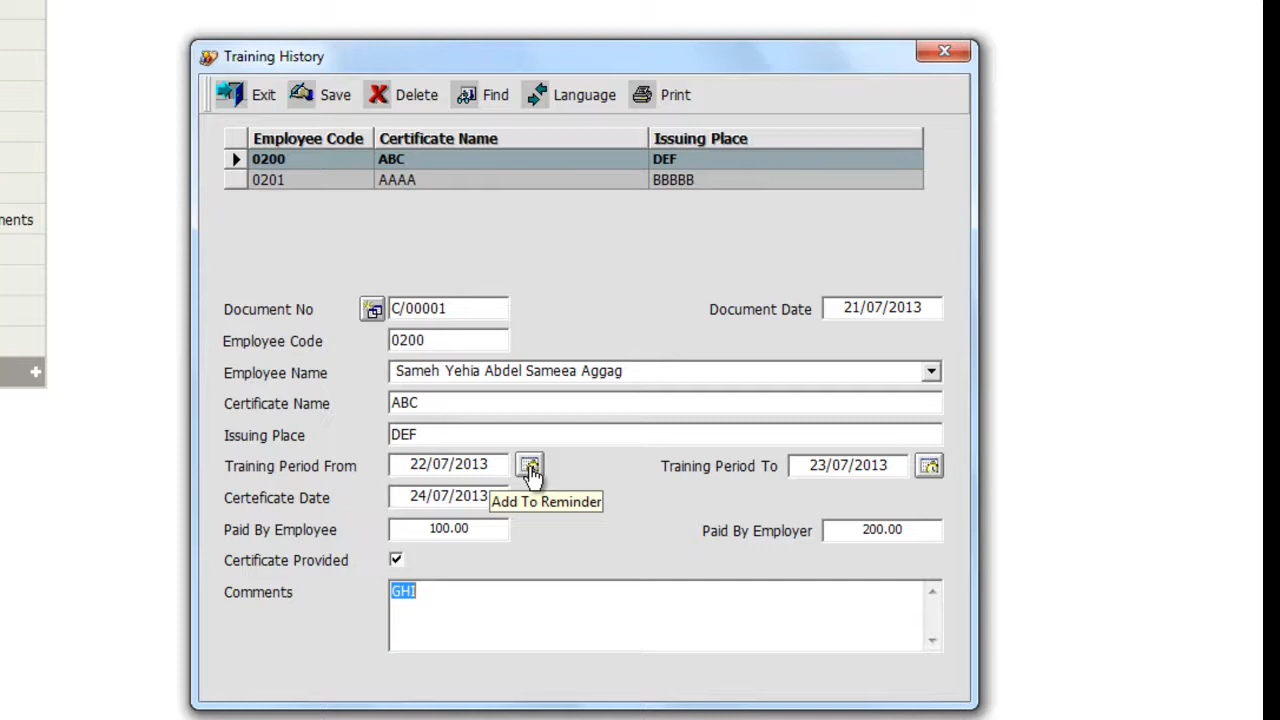 Training History
Exit Save Delete Find Language Print
Employee Code Certificate Name Issuing Place
0200 ABC DEF
0201 AAAA BBBBB
ments
Document No C/00001 Document Date 21/07/2013
Employee Code 0200
Employee Name Sameh Yehia Abdel Sameea Aggag
Certificate Name ABC
Issuing Place DEF
Training Period From 22/07/2013 Training Period To 23/07/2013
Certeficate Date 24/07/2013 Add To Reminder
Paid By Employee 100.00 Paid By Employer 200.00
Certificate Provided
Comments GHI